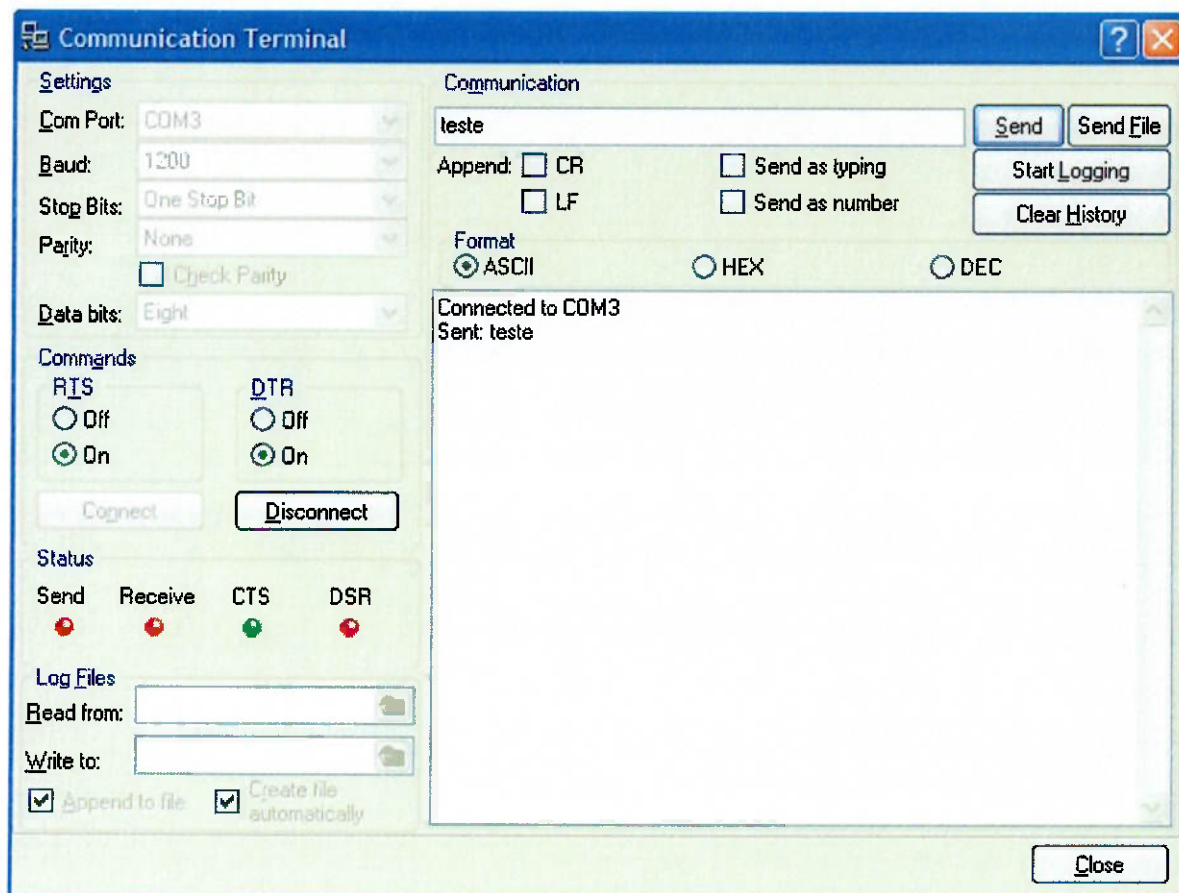 Communication Terminal
Settings
Com Port: COM3
Baud: 1200
Stop Bits: One Stop Bit
Parity: None
Check Parity
Data bits: Eight
Commands
RTS
Off
On
DTR
Off
On
Connect
Disconnect
Status
Send Receive CTS DSR
Log Files
Read from:
Write to:
Append to file
Create file
automatically
Communication
teste
Send
Send File
Append: CR
LF
Send as typing
Send as number
Start Logging
Clear History
Format
ASCII HEX DEC
Connected to COM3
Sent: teste
Close